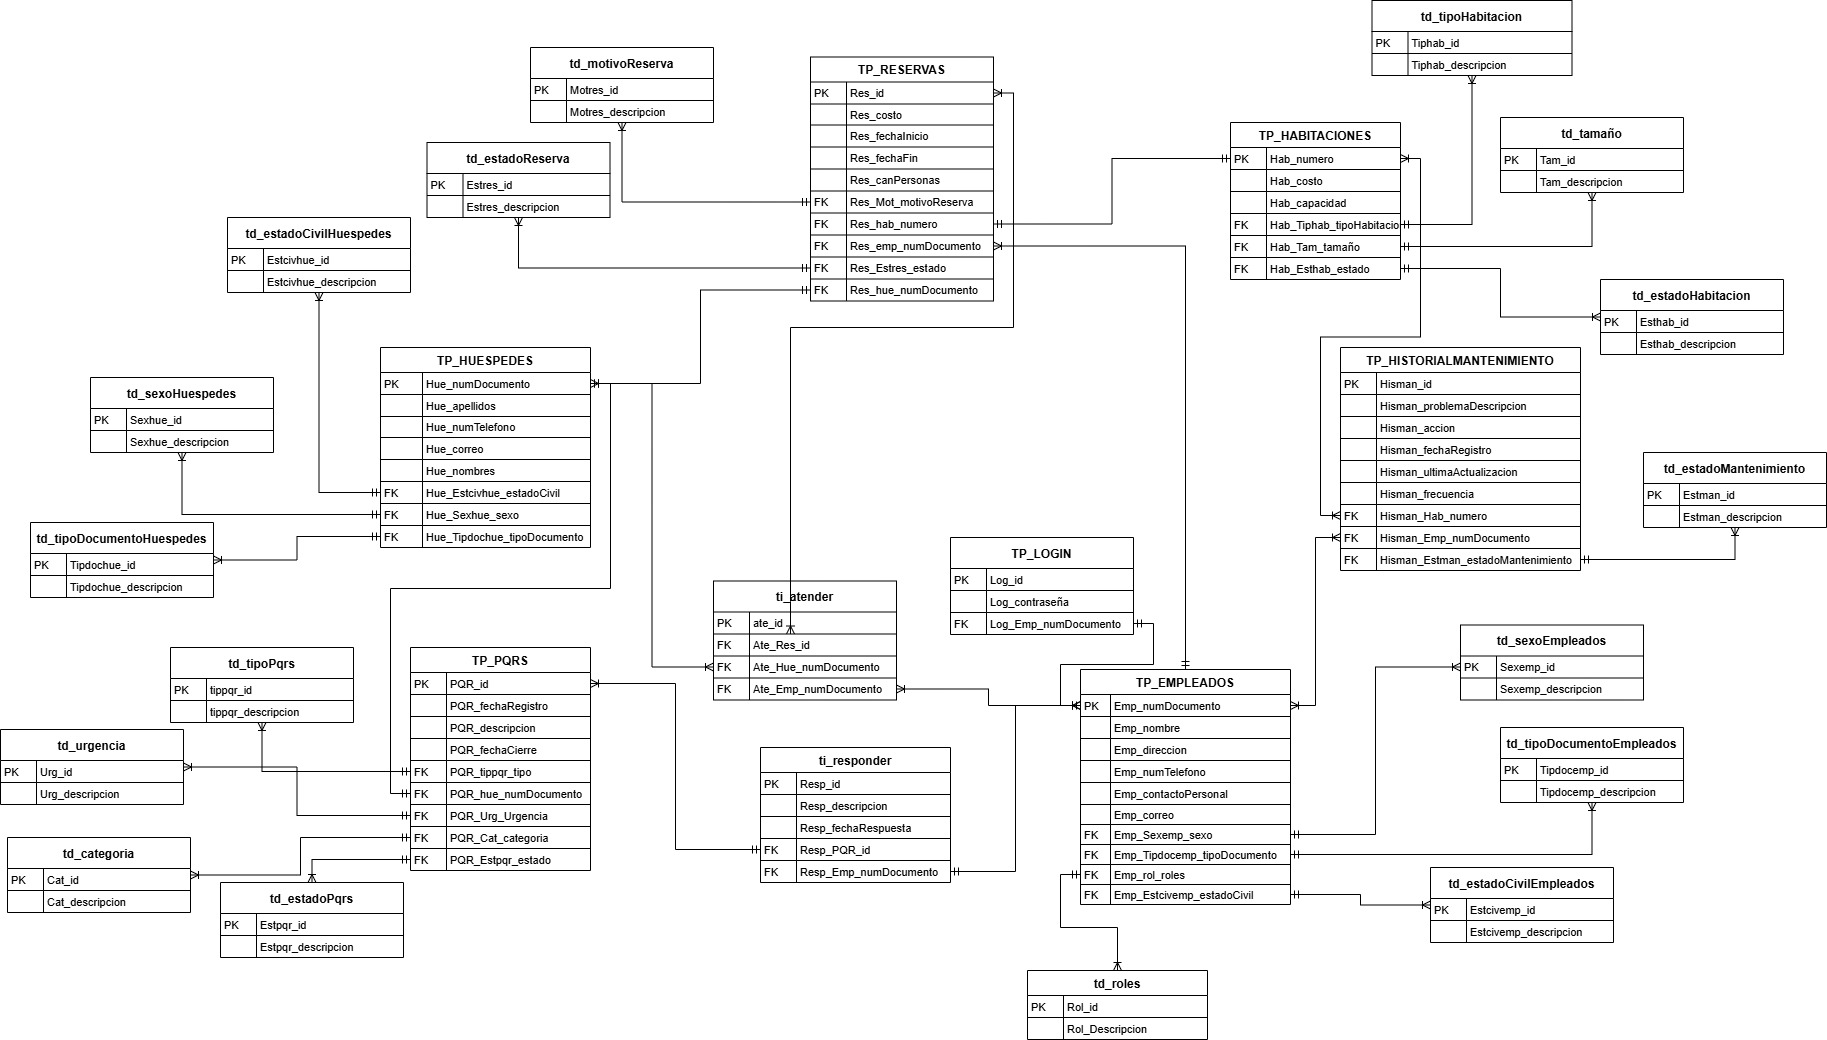 td_tipoHabitacion
PK Tiphab_id
Tiphab_descripcion
td_motivoReserva
PK Motres_id
Motres_descripcion
TP_RESERVAS
PK Res_id
Res_costo
Res_fechaInicio
Res_fechaFin
Res_canPersonas
FK Res_Mot_motivoReserva
FK Res_hab_numero
FK Res_emp_numDocumento
FK Res_Estres_estado
FK Res_hue_numDocumento
TP_HABITACIONES
PK Hab_numero
Hab_costo
Hab_capacidad
FK Hab_Tiphab_tipoHabitacio
FK Hab_Tam_tamaño
FK Hab_Esthab_estado
td_tamaño
PK Tam_id
Tam_descripcion
td_estadoReserva
PK Estres_id
Estres_descripcion
td_estadoCivilHuespedes
PK Estcivhue_id
Estcivhue_descripcion
td_estadoHabitacion
PK Esthab_id
Esthab_descripcion
TP_HUESPEDES
PK Hue_numDocumento
Hue_apellidos
Hue_numTelefono
Hue_correo
Hue_nombres
FK Hue_Estcivhue_estadoCivil
FK Hue_Sexhue_sexo
FK Hue_Tipdochue_tipoDocumento
TP_HISTORIALMANTENIMIENTO
PK Hisman_id
Hisman_problemaDescripcion
Hisman_accion
Hisman_fechaRegistro
Hisman_ultimaActualizacion
Hisman_frecuencia
FK Hisman_Hab_numero
FK Hisman_Emp_numDocumento
FK Hisman_Estman_estadoMantenimiento
td_sexoHuespedes
PK Sexhue_id
Sexhue_descripcion
td_estadoMantenimiento
PK Estman_id
Estman_descripcion
td_tipoDocumentoHuespedes
PK Tipdochue_id
Tipdochue_descripcion
TP_LOGIN
PK Log_id
Log_contraseña
FK Log_Emp_numDocumento
ti_atender
PK ate_id
FK Ate_Res_id
FK Ate_Hue_numDocumento
FK Ate_Emp_numDocumento
td_sexoEmpleados
PK Sexemp_id
Sexemp_descripcion
td_tipoPqrs
PK tippqr_id
tippqr_descripcion
TP_PQRS
PK PQR_id
PQR_fechaRegistro
PQR_descripcion
PQR_fechaCierre
FK PQR_tippqr_tipo
FK PQR_hue_numDocumento
FK PQR_Urg_Urgencia
FK PQR_Cat_categoria
FK PQR_Estpqr_estado
TP_EMPLEADOS
PK Emp_numDocumento
Emp_nombre
Emp_direccion
Emp_numTelefono
Emp_contactoPersonal
Emp_correo
FK Emp_Sexemp_sexo
FK Emp_Tipdocemp_tipoDocumento
FK Emp_rol_roles
FK Emp_Estcivemp_estadoCivil
td_urgencia
PK Urg_id
Urg_descripcion
td_tipoDocumentoEmpleados
PK Tipdocemp_id
Tipdocemp_descripcion
ti_responder
PK Resp_id
Resp_descripcion
Resp_fechaRespuesta
FK Resp_PQR_id
FK Resp_Emp_numDocumento
td_categoria
PK Cat_id
Cat_descripcion
td_estadoCivilEmpleados
PK Estcivemp_id
Estcivemp_descripcion
td_estadoPqrs
PK Estpqr_id
Estpqr_descripcion
td_roles
PK Rol_id
Rol_Descripcion